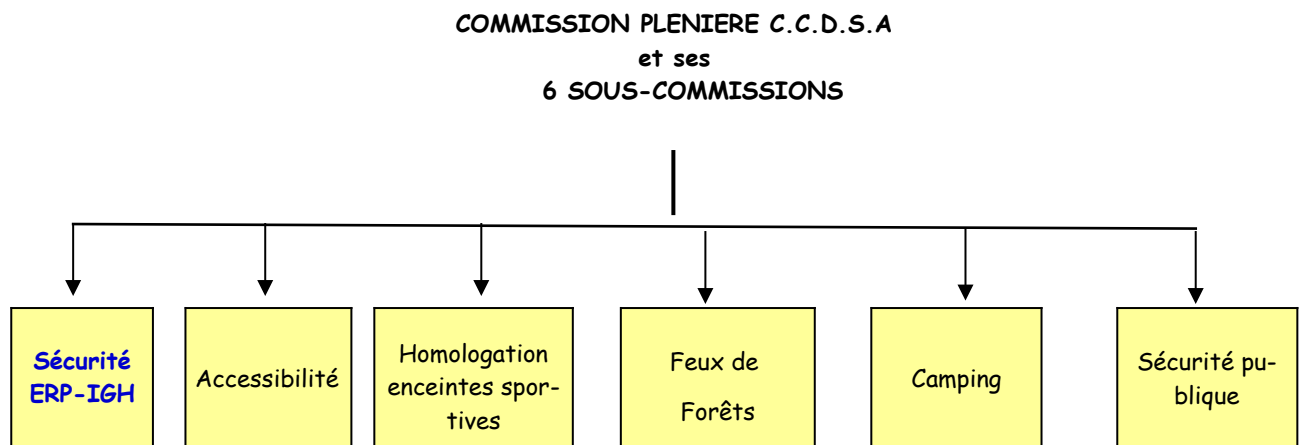 COMMISSION PLENIERE C.C.D.S.A
et ses
6 SOUS-COMMISSIONS
Sécurité
ERP-IGH
Accessibilité
Homologation
enceintes spor-
tives
Feux de
Forêts
Camping
Sécurité pu-
blique